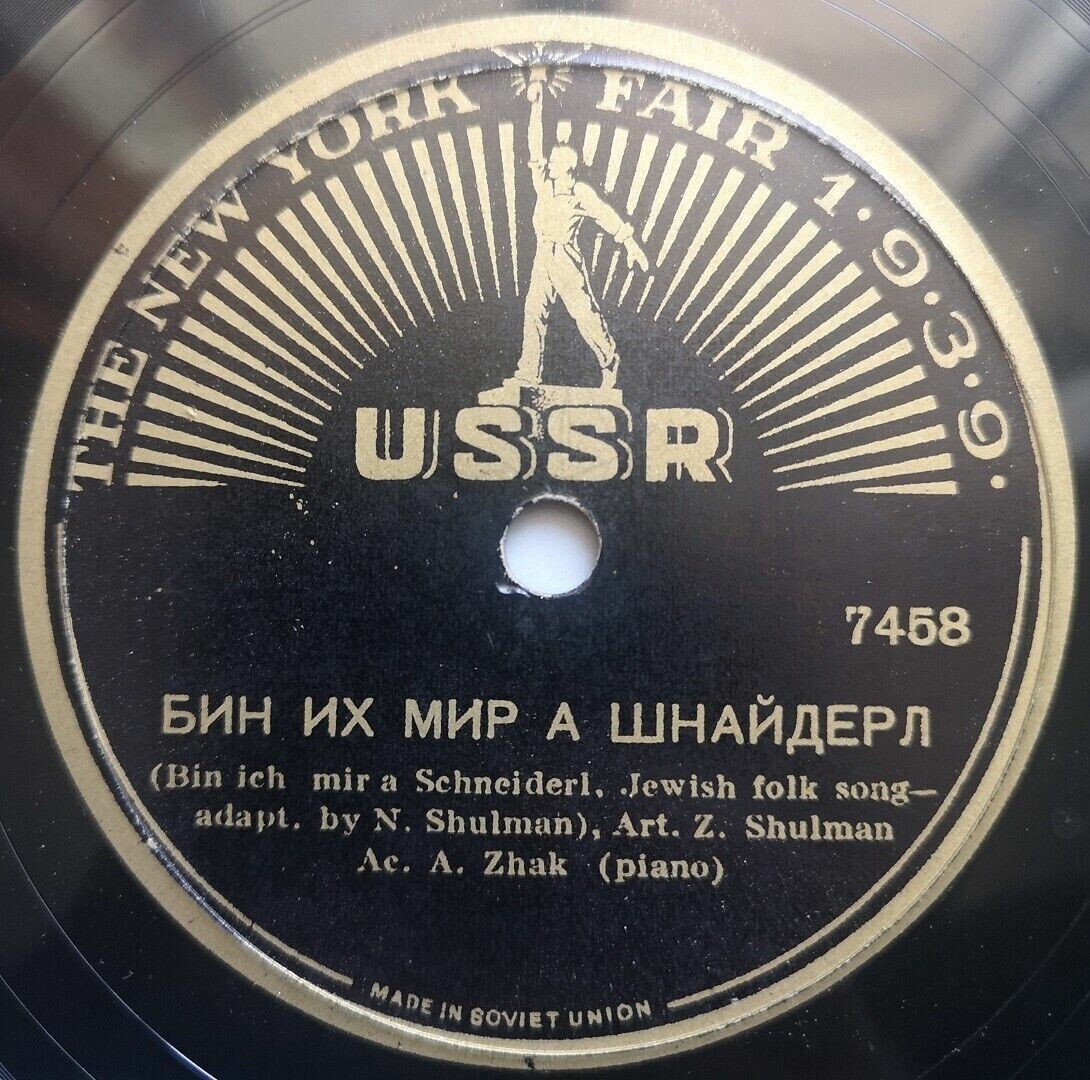 THE NEW YORK FAIR 1.9.3.9.
USSR
7458
БИН ИХ МИР А ШНАЙДЕРЛ
(Bin ich mir a Schneiderl, Jewish folk song—
adapt. by N. Shulman), Art. Z. Shulman
Ac. A. Zhak (piano)
MADE IN SOVIET UNION